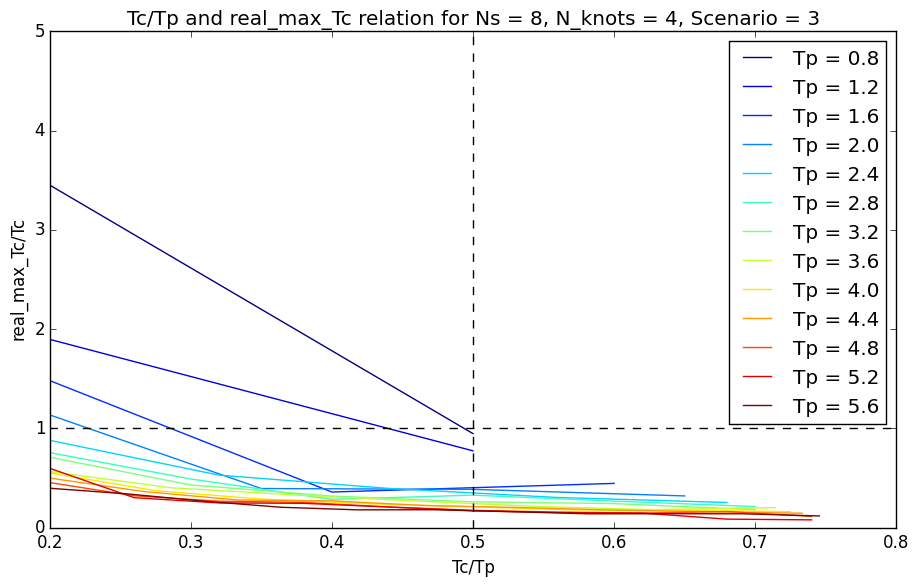 Tc/Tp and real_max_Tc relation for Ns = 8, N_knots = 4, Scenario = 3
5
4
3
2
1
0
real_max_Tc/Tc
0.2 0.3 0.4 0.5 0.6 0.7 0.8
Tc/Tp
Tp = 0.8
Tp = 1.2
Tp = 1.6
Tp = 2.0
Tp = 2.4
Tp = 2.8
Tp = 3.2
Tp = 3.6
Tp = 4.0
Tp = 4.4
Tp = 4.8
Tp = 5.2
Tp = 5.6